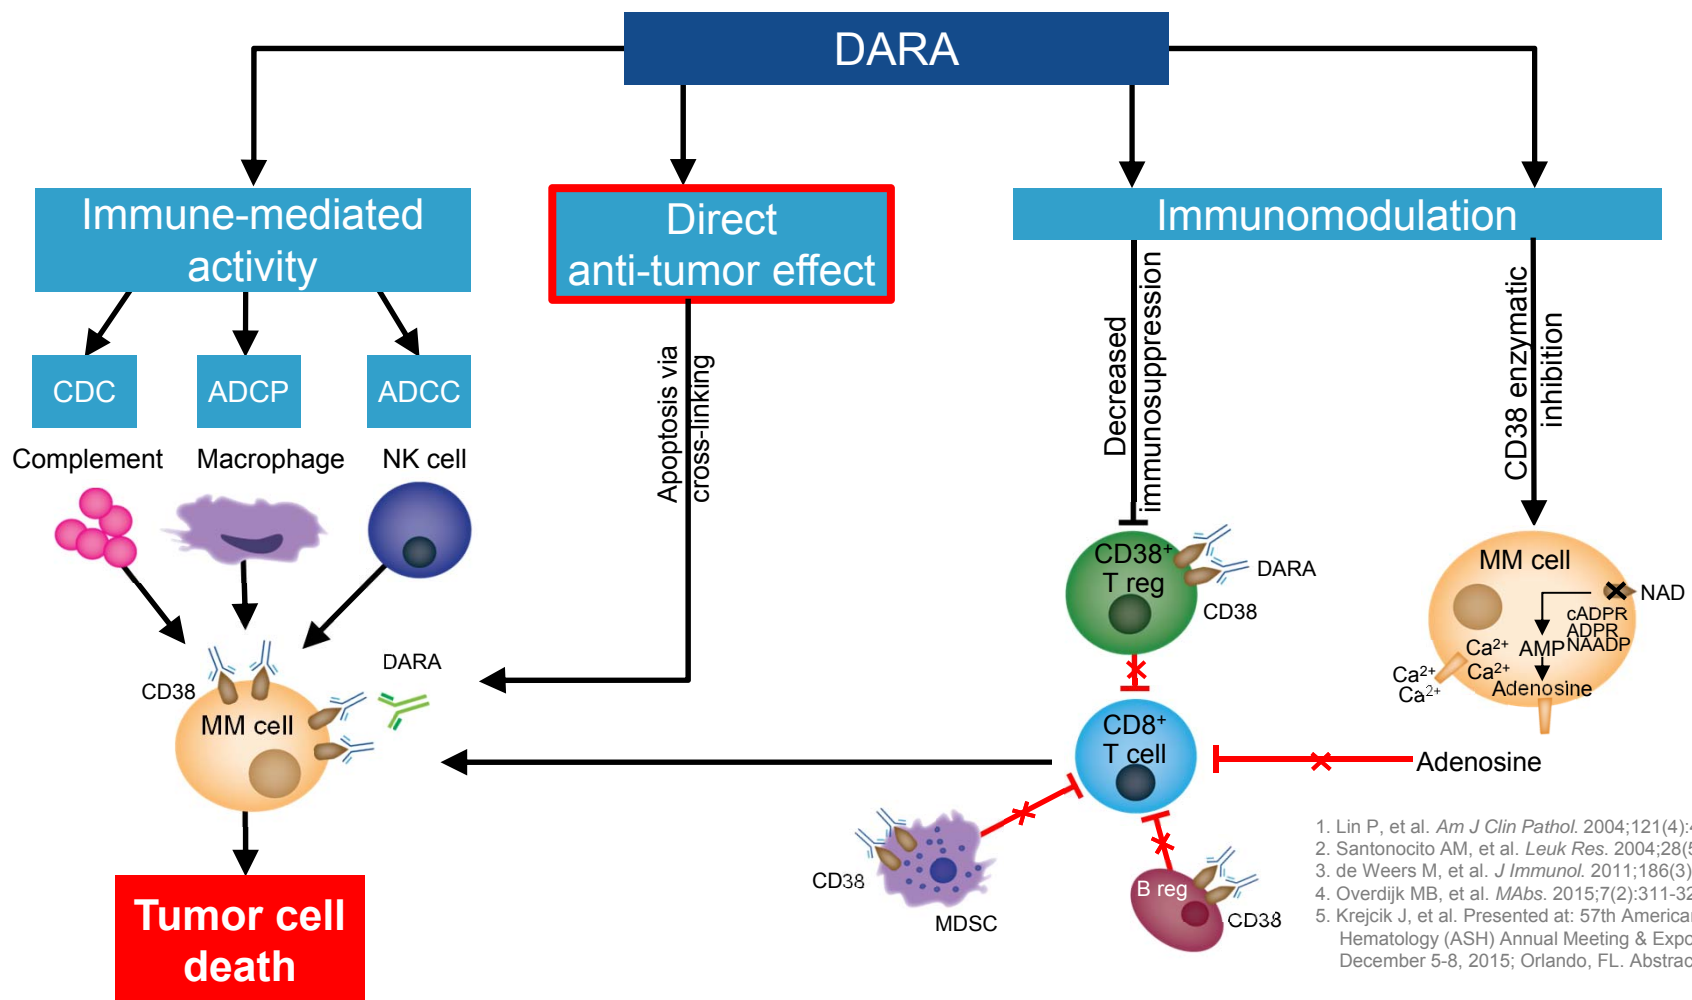 DARA
Immune-mediated
activity
Direct
anti-tumor effect
Immunomodulation
CDC
ADCP
ADCC
Complement
Macrophage
NK cell
Apoptosis via
cross-linking
Decreased
immunosuppression
CD38 enzymatic
inhibition
CD38⁺
T reg
DARA
CD38
MM cell
NAD
cADPR
ADPR
NAADP
AMP
Ca²⁺
Ca²⁺
Ca²⁺
Ca²⁺
Adenosine
DARA
CD38
MM cell
CD8⁺
T cell
Adenosine
CD38
MDSC
B reg
CD38
Tumor cell
death
1. Lin P, et al. Am J Clin Pathol. 2004;121(4):4
2. Santonocito AM, et al. Leuk Res. 2004;28(5
3. de Weers M, et al. J Immunol. 2011;186(3)
4. Overdijk MB, et al. MAbs. 2015;7(2):311-32
5. Krejcik J, et al. Presented at: 57th American
Hematology (ASH) Annual Meeting & Expo
December 5-8, 2015; Orlando, FL. Abstrac